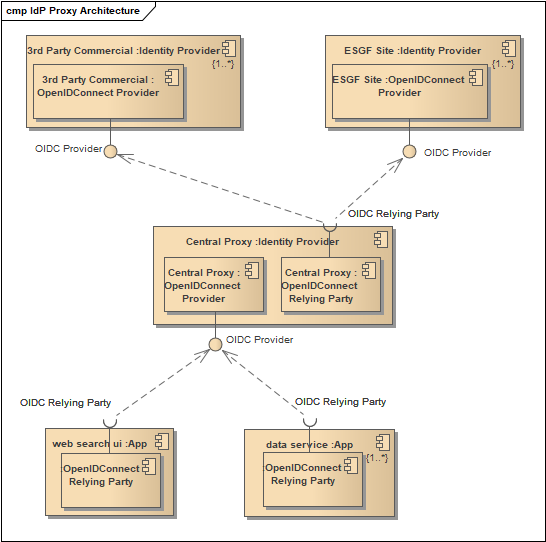 cmp IdP Proxy Architecture
3rd Party Commercial :Identity Provider
{1..*}
3rd Party Commercial :
OpenIDConnect Provider
ESGF Site :Identity Provider
{1..*}
ESGF Site :OpenIDConnect
Provider
OIDC Provider
OIDC Provider
OIDC Relying Party
Central Proxy :Identity Provider
Central Proxy :
OpenIDConnect
Provider
Central Proxy :
OpenIDConnect
Relying Party
OIDC Provider
OIDC Relying Party
OIDC Relying Party
web search ui :App
:OpenIDConnect
Relying Party
data service :App
{1..*}
:OpenIDConnect
Relying Party